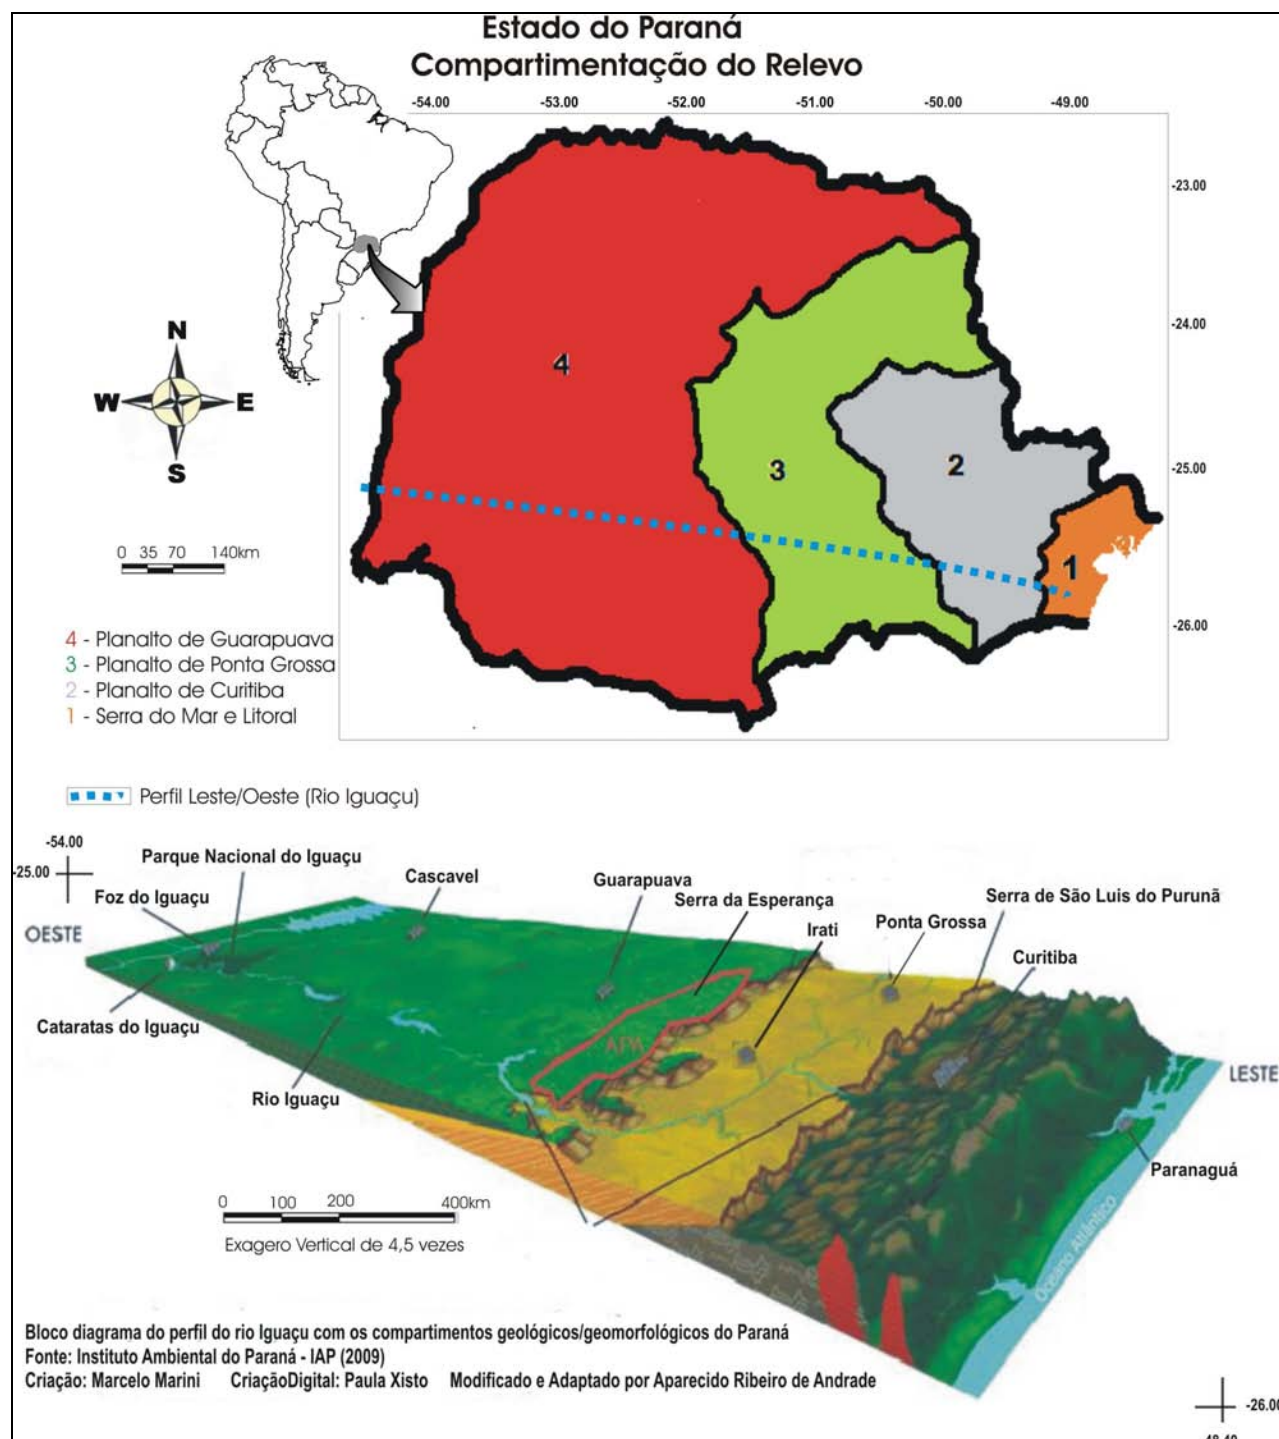 Estado do Paraná
Compartimentação do Relevo
-54.00 -53.00 -52.00 -51.00 -50.00 -49.00
-23.00
-24.00
-25.00
-26.00
N
W E
S
0 35 70 140km
4
3
2
1
4 - Planalto de Guarapuava
3 - Planalto de Ponta Grossa
2 - Planalto de Curitiba
1 - Serra do Mar e Litoral
Perfil Leste/Oeste (Rio Iguaçu)
-54.00
-25.00
Parque Nacional do Iguaçu
Foz do Iguaçu
Cascavel
Guarapuava
Serra da Esperança
Irati
Ponta Grossa
Serra de São Luis do Purunã
Curitiba
OESTE
Cataratas do Iguaçu
APA
Rio Iguaçu
LESTE
Paranaguá
Oceano Atlântico
0 100 200 400km
Exagero Vertical de 4,5 vezes
Bloco diagrama do perfil do rio Iguaçu com os compartimentos geológicos/geomorfológicos do Paraná
Fonte: Instituto Ambiental do Paraná - IAP (2009)
Criação: Marcelo Marini CriaçãoDigital: Paula Xisto Modificado e Adaptado por Aparecido Ribeiro de Andrade
-26.00